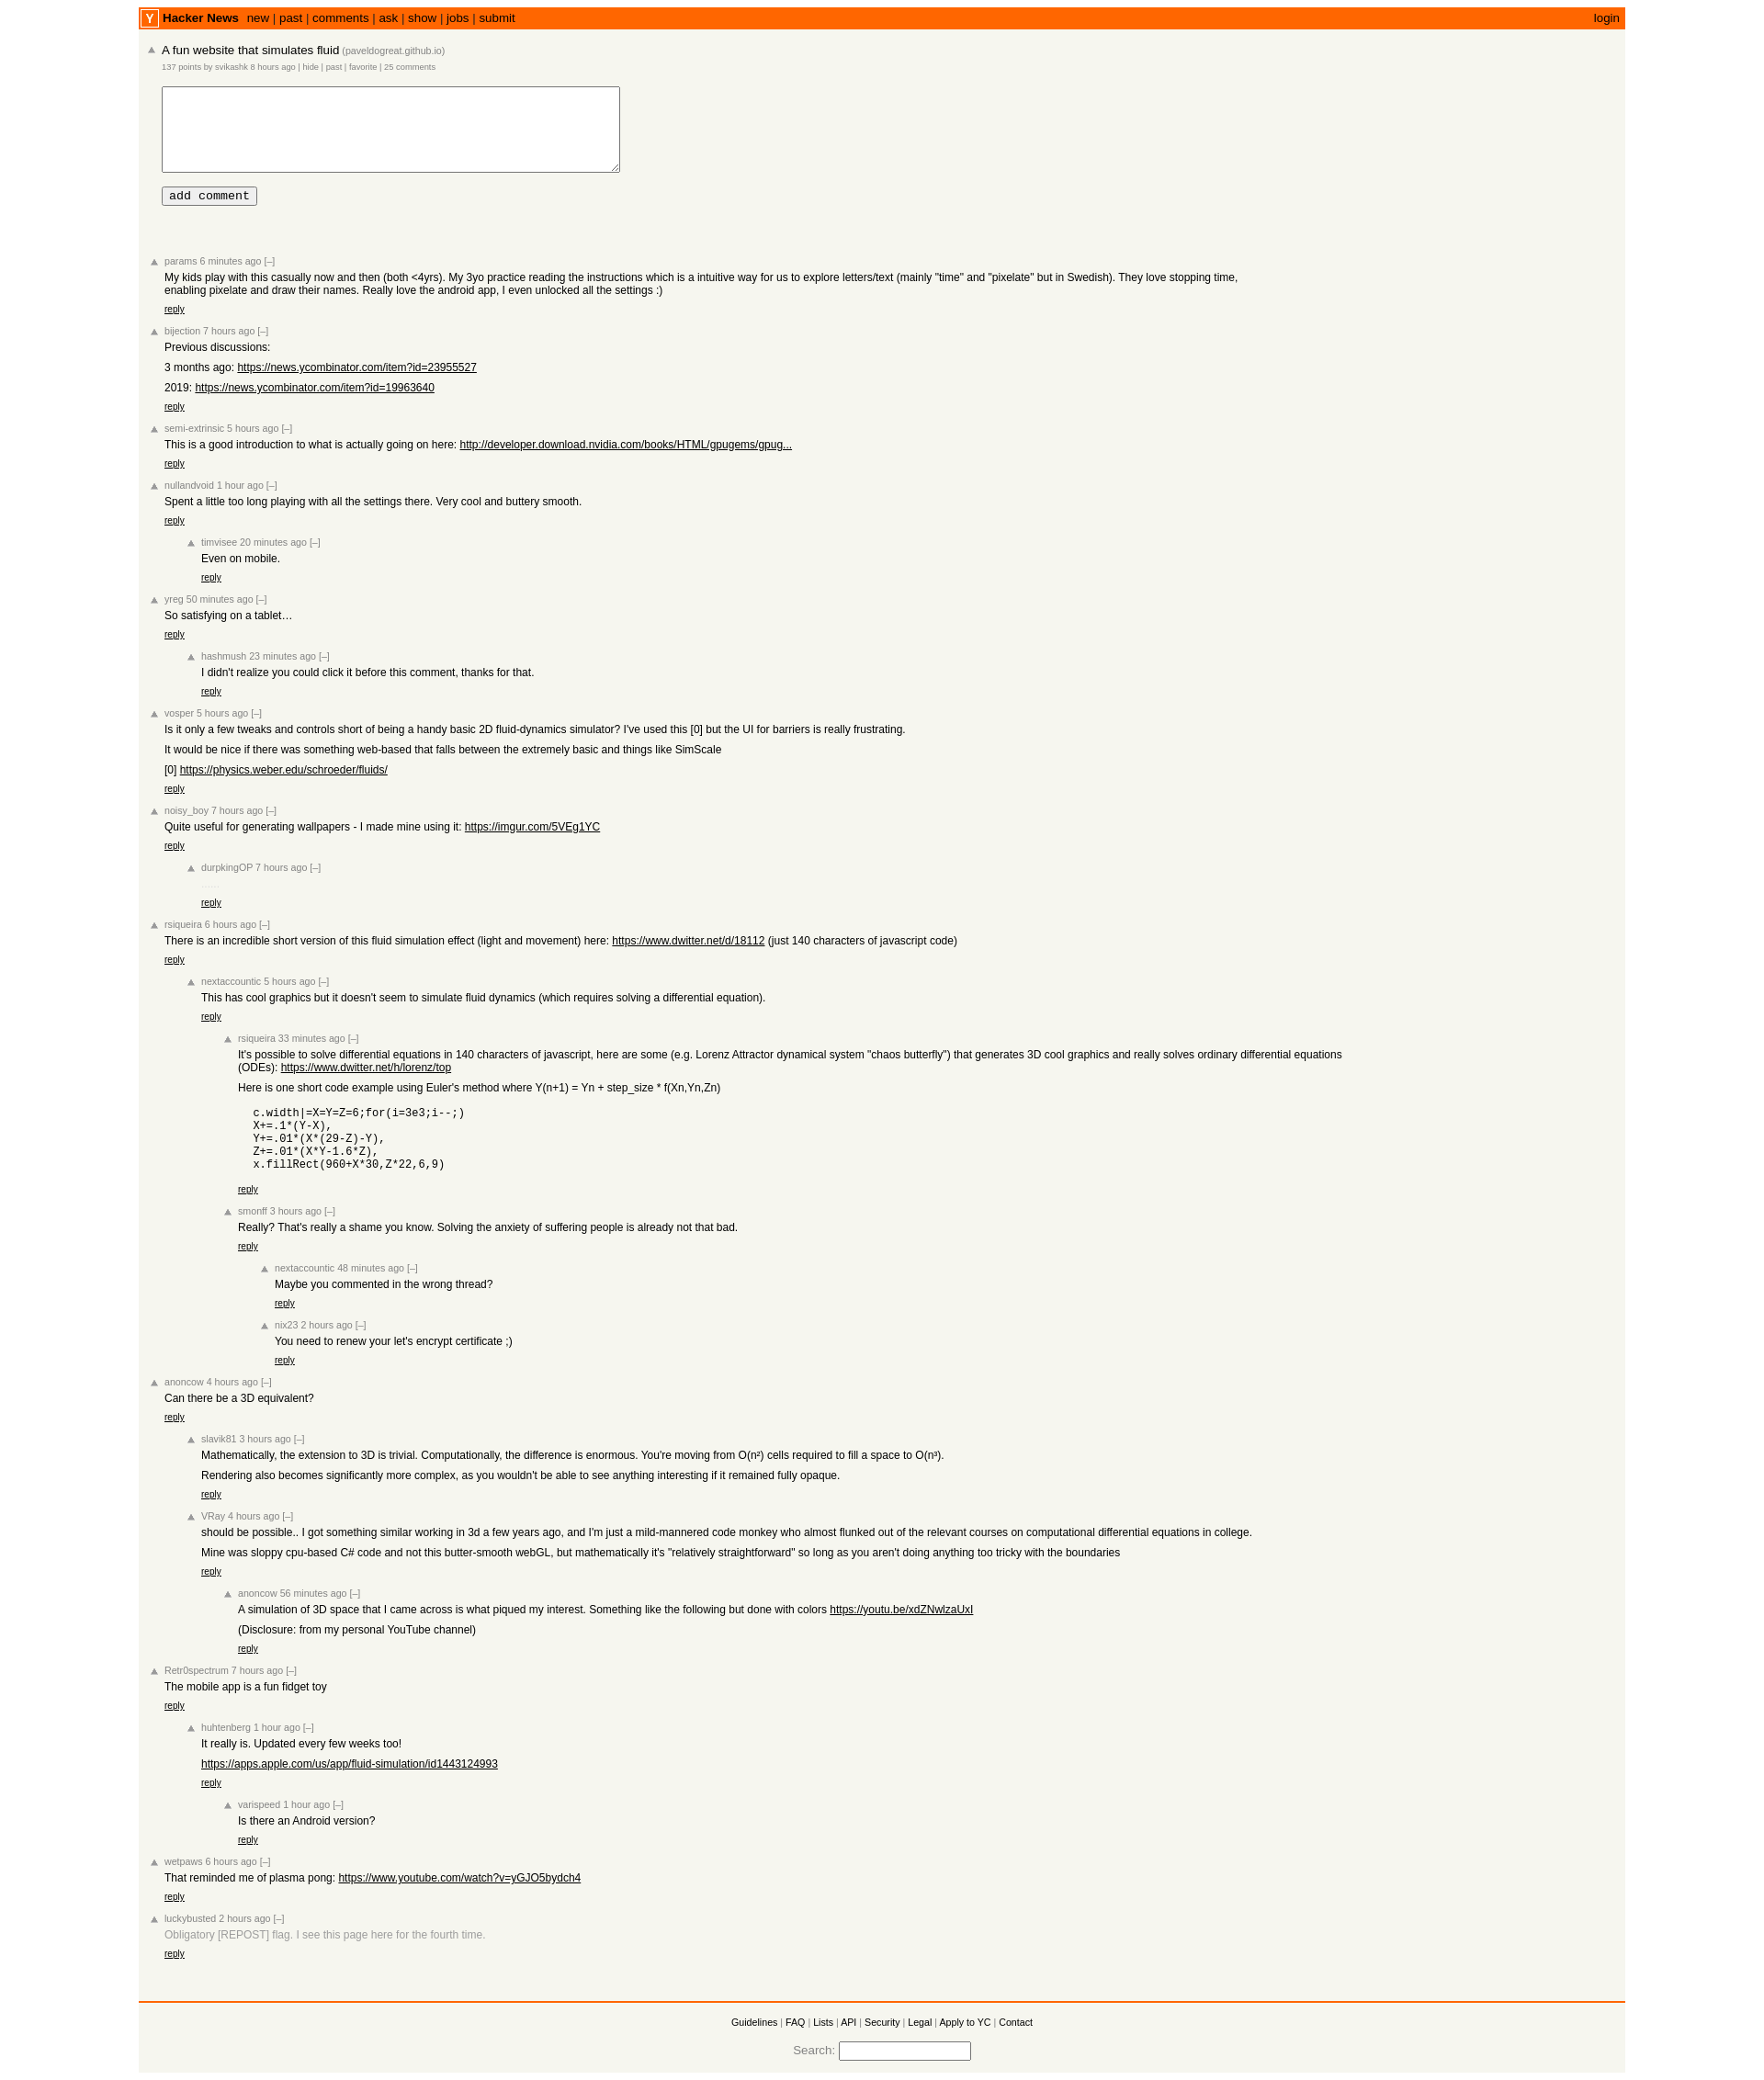 Y Hacker News new | past | comments | ask | show | jobs | submit login
A fun website that simulates fluid (paveldogreat.github.io)
137 points by svikashk 8 hours ago | hide | past | favorite | 25 comments
add comment
params 6 minutes ago [–]
My kids play with this casually now and then (both <4yrs). My 3yo practice reading the instructions which is a intuitive way for us to explore letters/text (mainly "time" and "pixelate" but in Swedish). They love stopping time,
enabling pixelate and draw their names. Really love the android app, I even unlocked all the settings :)
reply
bijection 7 hours ago [–]
Previous discussions:
3 months ago: https://news.ycombinator.com/item?id=23955527
2019: https://news.ycombinator.com/item?id=19963640
reply
semi-extrinsic 5 hours ago [–]
This is a good introduction to what is actually going on here: http://developer.download.nvidia.com/books/HTML/gpugems/gpug...
reply
nullandvoid 1 hour ago [–]
Spent a little too long playing with all the settings there. Very cool and buttery smooth.
reply
timvisee 20 minutes ago [–]
Even on mobile.
reply
yreg 50 minutes ago [–]
So satisfying on a tablet…
reply
hashmush 23 minutes ago [–]
I didn't realize you could click it before this comment, thanks for that.
reply
vosper 5 hours ago [–]
Is it only a few tweaks and controls short of being a handy basic 2D fluid-dynamics simulator? I've used this [0] but the UI for barriers is really frustrating.
It would be nice if there was something web-based that falls between the extremely basic and things like SimScale
[0] https://physics.weber.edu/schroeder/fluids/
reply
noisy_boy 7 hours ago [–]
Quite useful for generating wallpapers - I made mine using it: https://imgur.com/5VEg1YC
reply
durpkingOP 7 hours ago [–]
reply
rsiqueira 6 hours ago [–]
There is an incredible short version of this fluid simulation effect (light and movement) here: https://www.dwitter.net/d/18112 (just 140 characters of javascript code)
reply
nextaccountic 5 hours ago [–]
This has cool graphics but it doesn't seem to simulate fluid dynamics (which requires solving a differential equation).
reply
rsiqueira 33 minutes ago [–]
It's possible to solve differential equations in 140 characters of javascript, here are some (e.g. Lorenz Attractor dynamical system "chaos butterfly") that generates 3D cool graphics and really solves ordinary differential equations
(ODEs): https://www.dwitter.net/h/lorenz/top
Here is one short code example using Euler's method where Y(n+1) = Yn + step_size * f(Xn,Yn,Zn)
c.width|=X=Y=Z=6;for(i=3e3;i--;)
X+=.1*(Y-X),
Y+=.01*(X*(29-Z)-Y),
Z+=.01*(X*Y-1.6*Z),
x.fillRect(960+X*30,Z*22,6,9)
reply
smonff 3 hours ago [–]
Really? That's really a shame you know. Solving the anxiety of suffering people is already not that bad.
reply
nextaccountic 48 minutes ago [–]
Maybe you commented in the wrong thread?
reply
nix23 2 hours ago [–]
You need to renew your let's encrypt certificate ;)
reply
anoncow 4 hours ago [–]
Can there be a 3D equivalent?
reply
slavik81 3 hours ago [–]
Mathematically, the extension to 3D is trivial. Computationally, the difference is enormous. You're moving from O(n²) cells required to fill a space to O(n³).
Rendering also becomes significantly more complex, as you wouldn't be able to see anything interesting if it remained fully opaque.
reply
VRay 4 hours ago [–]
should be possible.. I got something similar working in 3d a few years ago, and I'm just a mild-mannered code monkey who almost flunked out of the relevant courses on computational differential equations in college.
Mine was sloppy cpu-based C# code and not this butter-smooth webGL, but mathematically it's "relatively straightforward" so long as you aren't doing anything too tricky with the boundaries
reply
anoncow 56 minutes ago [–]
A simulation of 3D space that I came across is what piqued my interest. Something like the following but done with colors https://youtu.be/xdZNwlzaUxI
(Disclosure: from my personal YouTube channel)
reply
Retr0spectrum 7 hours ago [–]
The mobile app is a fun fidget toy
reply
huhtenberg 1 hour ago [–]
It really is. Updated every few weeks too!
https://apps.apple.com/us/app/fluid-simulation/id1443124993
reply
varispeed 1 hour ago [–]
Is there an Android version?
reply
wetpaws 6 hours ago [–]
That reminded me of plasma pong: https://www.youtube.com/watch?v=yGJO5bydch4
reply
luckybusted 2 hours ago [–]
Obligatory [REPOST] flag. I see this page here for the fourth time.
reply
Guidelines | FAQ | Lists | API | Security | Legal | Apply to YC | Contact
Search: